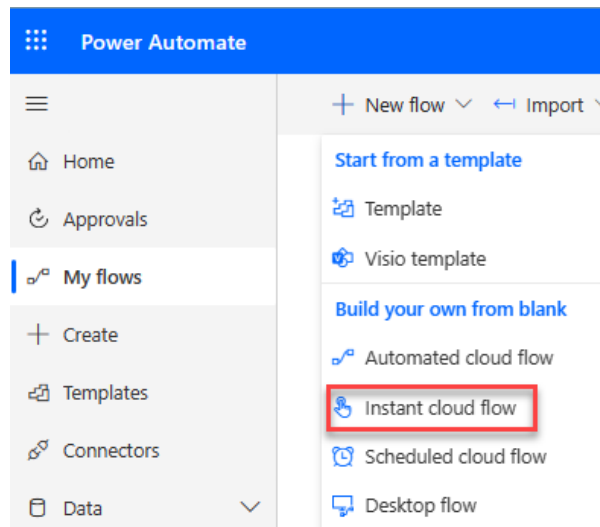 Power Automate
New flow
Import
Home
Approvals
My flows
Create
Templates
Connectors
Data
Start from a template
Template
Visio template
Build your own from blank
Automated cloud flow
Instant cloud flow
Scheduled cloud flow
Desktop flow